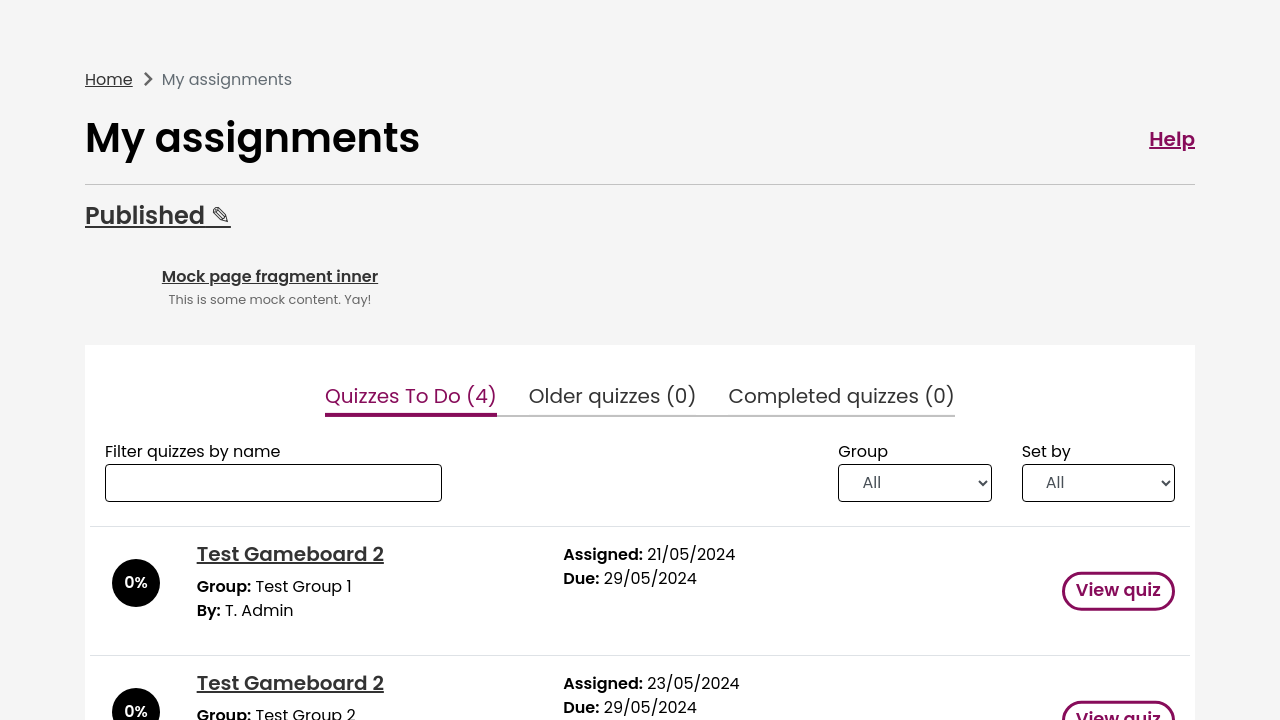 Home My assignments
My assignments
Help
Published ✎
Mock page fragment inner
This is some mock content. Yay!
Quizzes To Do (4) Older quizzes (0) Completed quizzes (0)
Filter quizzes by name Group Set by
All All
Test Gameboard 2
0%
Group: Test Group 1
By: T. Admin
Assigned: 21/05/2024
Due: 29/05/2024
View quiz
Test Gameboard 2
0%
Group: Test Group 2
Assigned: 23/05/2024
Due: 29/05/2024
View quiz